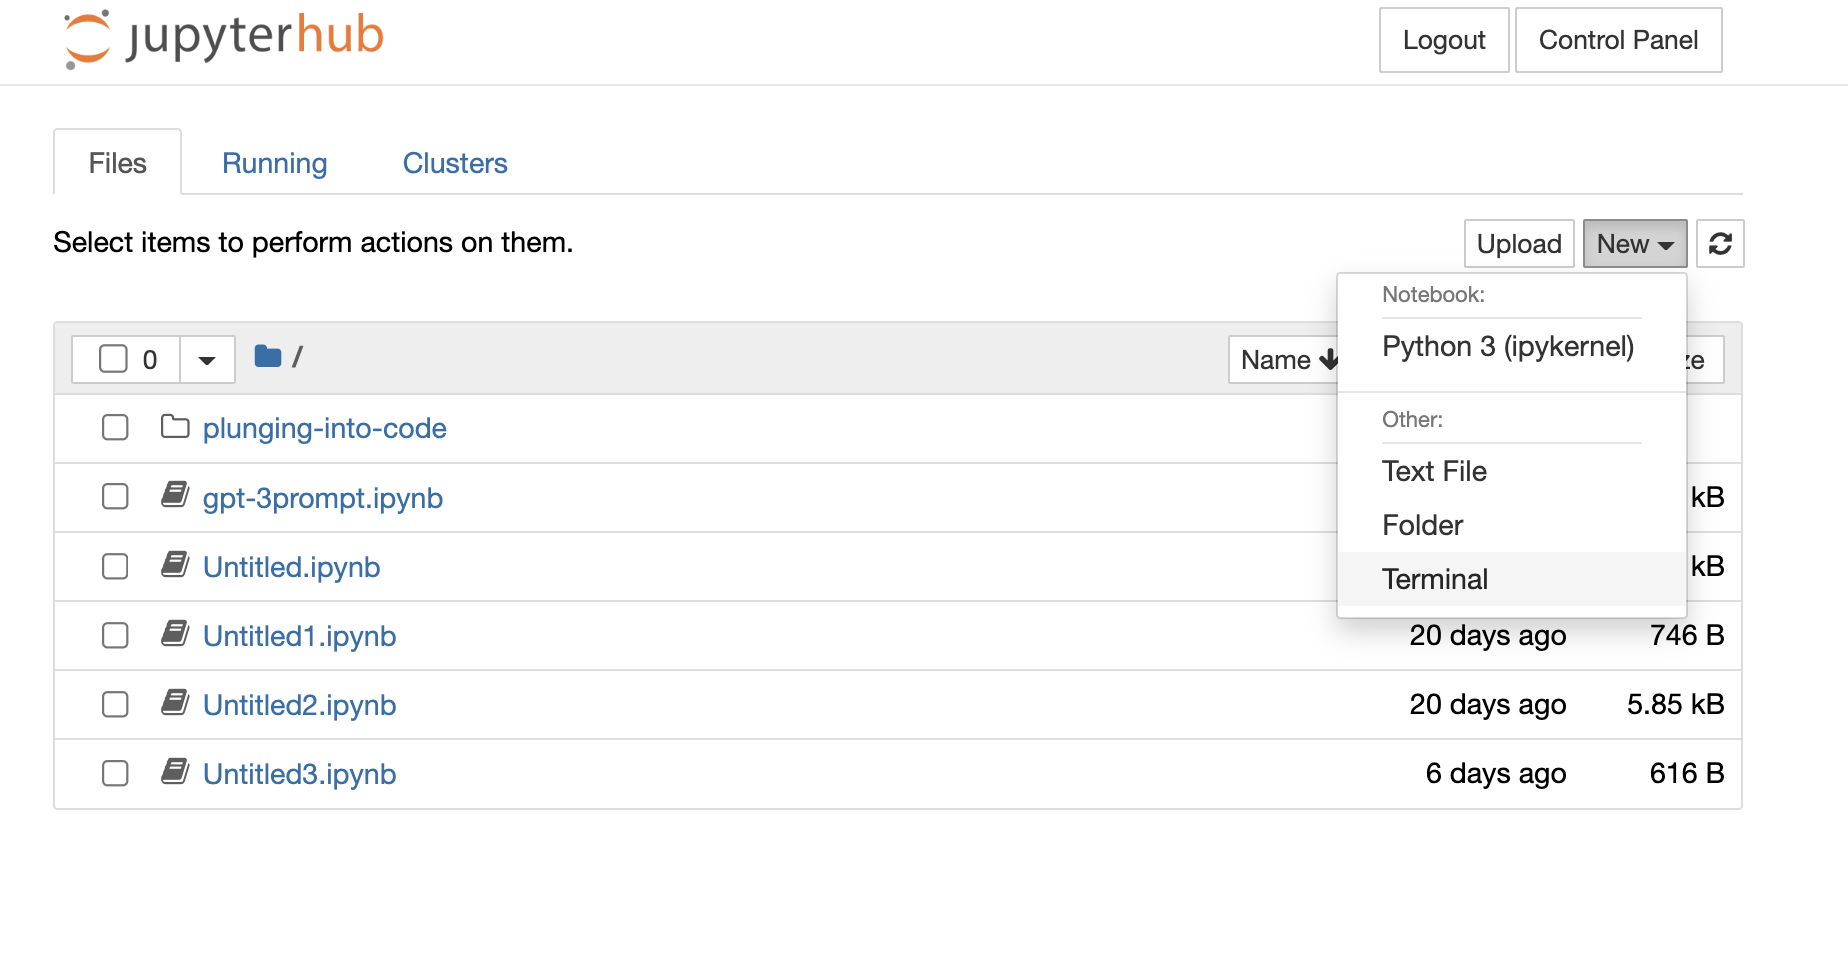 jupyterhub
Logout
Control Panel
Files
Running
Clusters
Select items to perform actions on them.
Upload
New
Notebook:
Python 3 (ipykernel)
Other:
Text File
Folder
Terminal
0
/
Name
ze
plunging-into-code
gpt-3prompt.ipynb
kB
Untitled.ipynb
kB
Untitled1.ipynb
20 days ago
746 B
Untitled2.ipynb
20 days ago
5.85 kB
Untitled3.ipynb
6 days ago
616 B